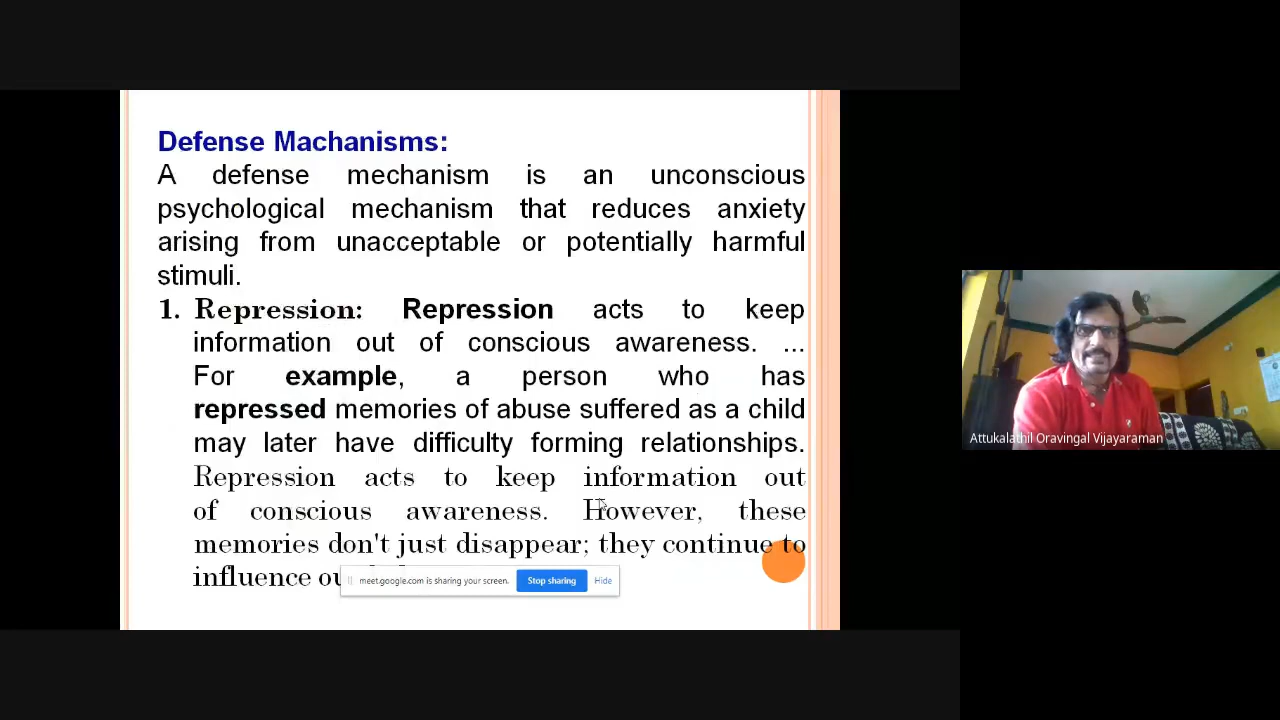 Defense Machanisms:
A defense mechanism is an unconscious
psychological mechanism that reduces anxiety
arising from unacceptable or potentially harmful
stimuli.
1. Repression: Repression acts to keep
information out of conscious awareness. ...
For example, a person who has
repressed memories of abuse suffered as a child
may later have difficulty forming relationships.
Repression acts to keep information out
of conscious awareness. However, these
memories don't just disappear; they continue to
influence
meet.google.com is sharing your screen.
Stop sharing
Hide
Attukalathil Oravingal Vijayaraman